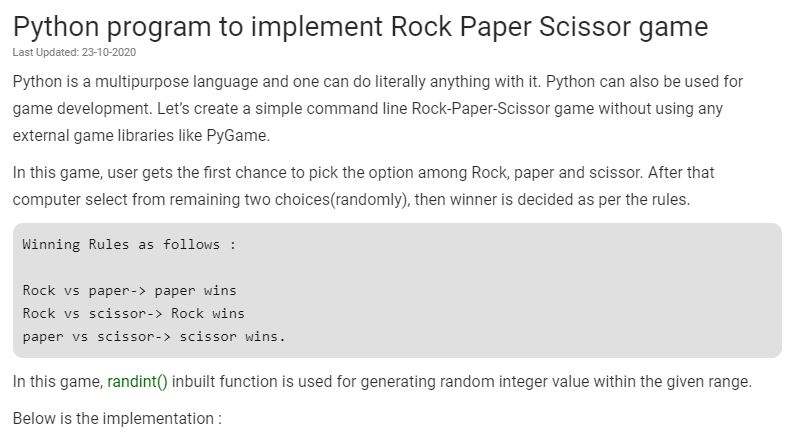 Python program to implement Rock Paper Scissor game
Last Updated: 23-10-2020
Python is a multipurpose language and one can do literally anything with it. Python can also be used for
game development. Let’s create a simple command line Rock-Paper-Scissor game without using any
external game libraries like PyGame.
In this game, user gets the first chance to pick the option among Rock, paper and scissor. After that
computer select from remaining two choices(randomly), then winner is decided as per the rules.
Winning Rules as follows :
Rock vs paper-> paper wins
Rock vs scissor-> Rock wins
paper vs scissor-> scissor wins.
In this game, randint() inbuilt function is used for generating random integer value within the given range.
Below is the implementation :